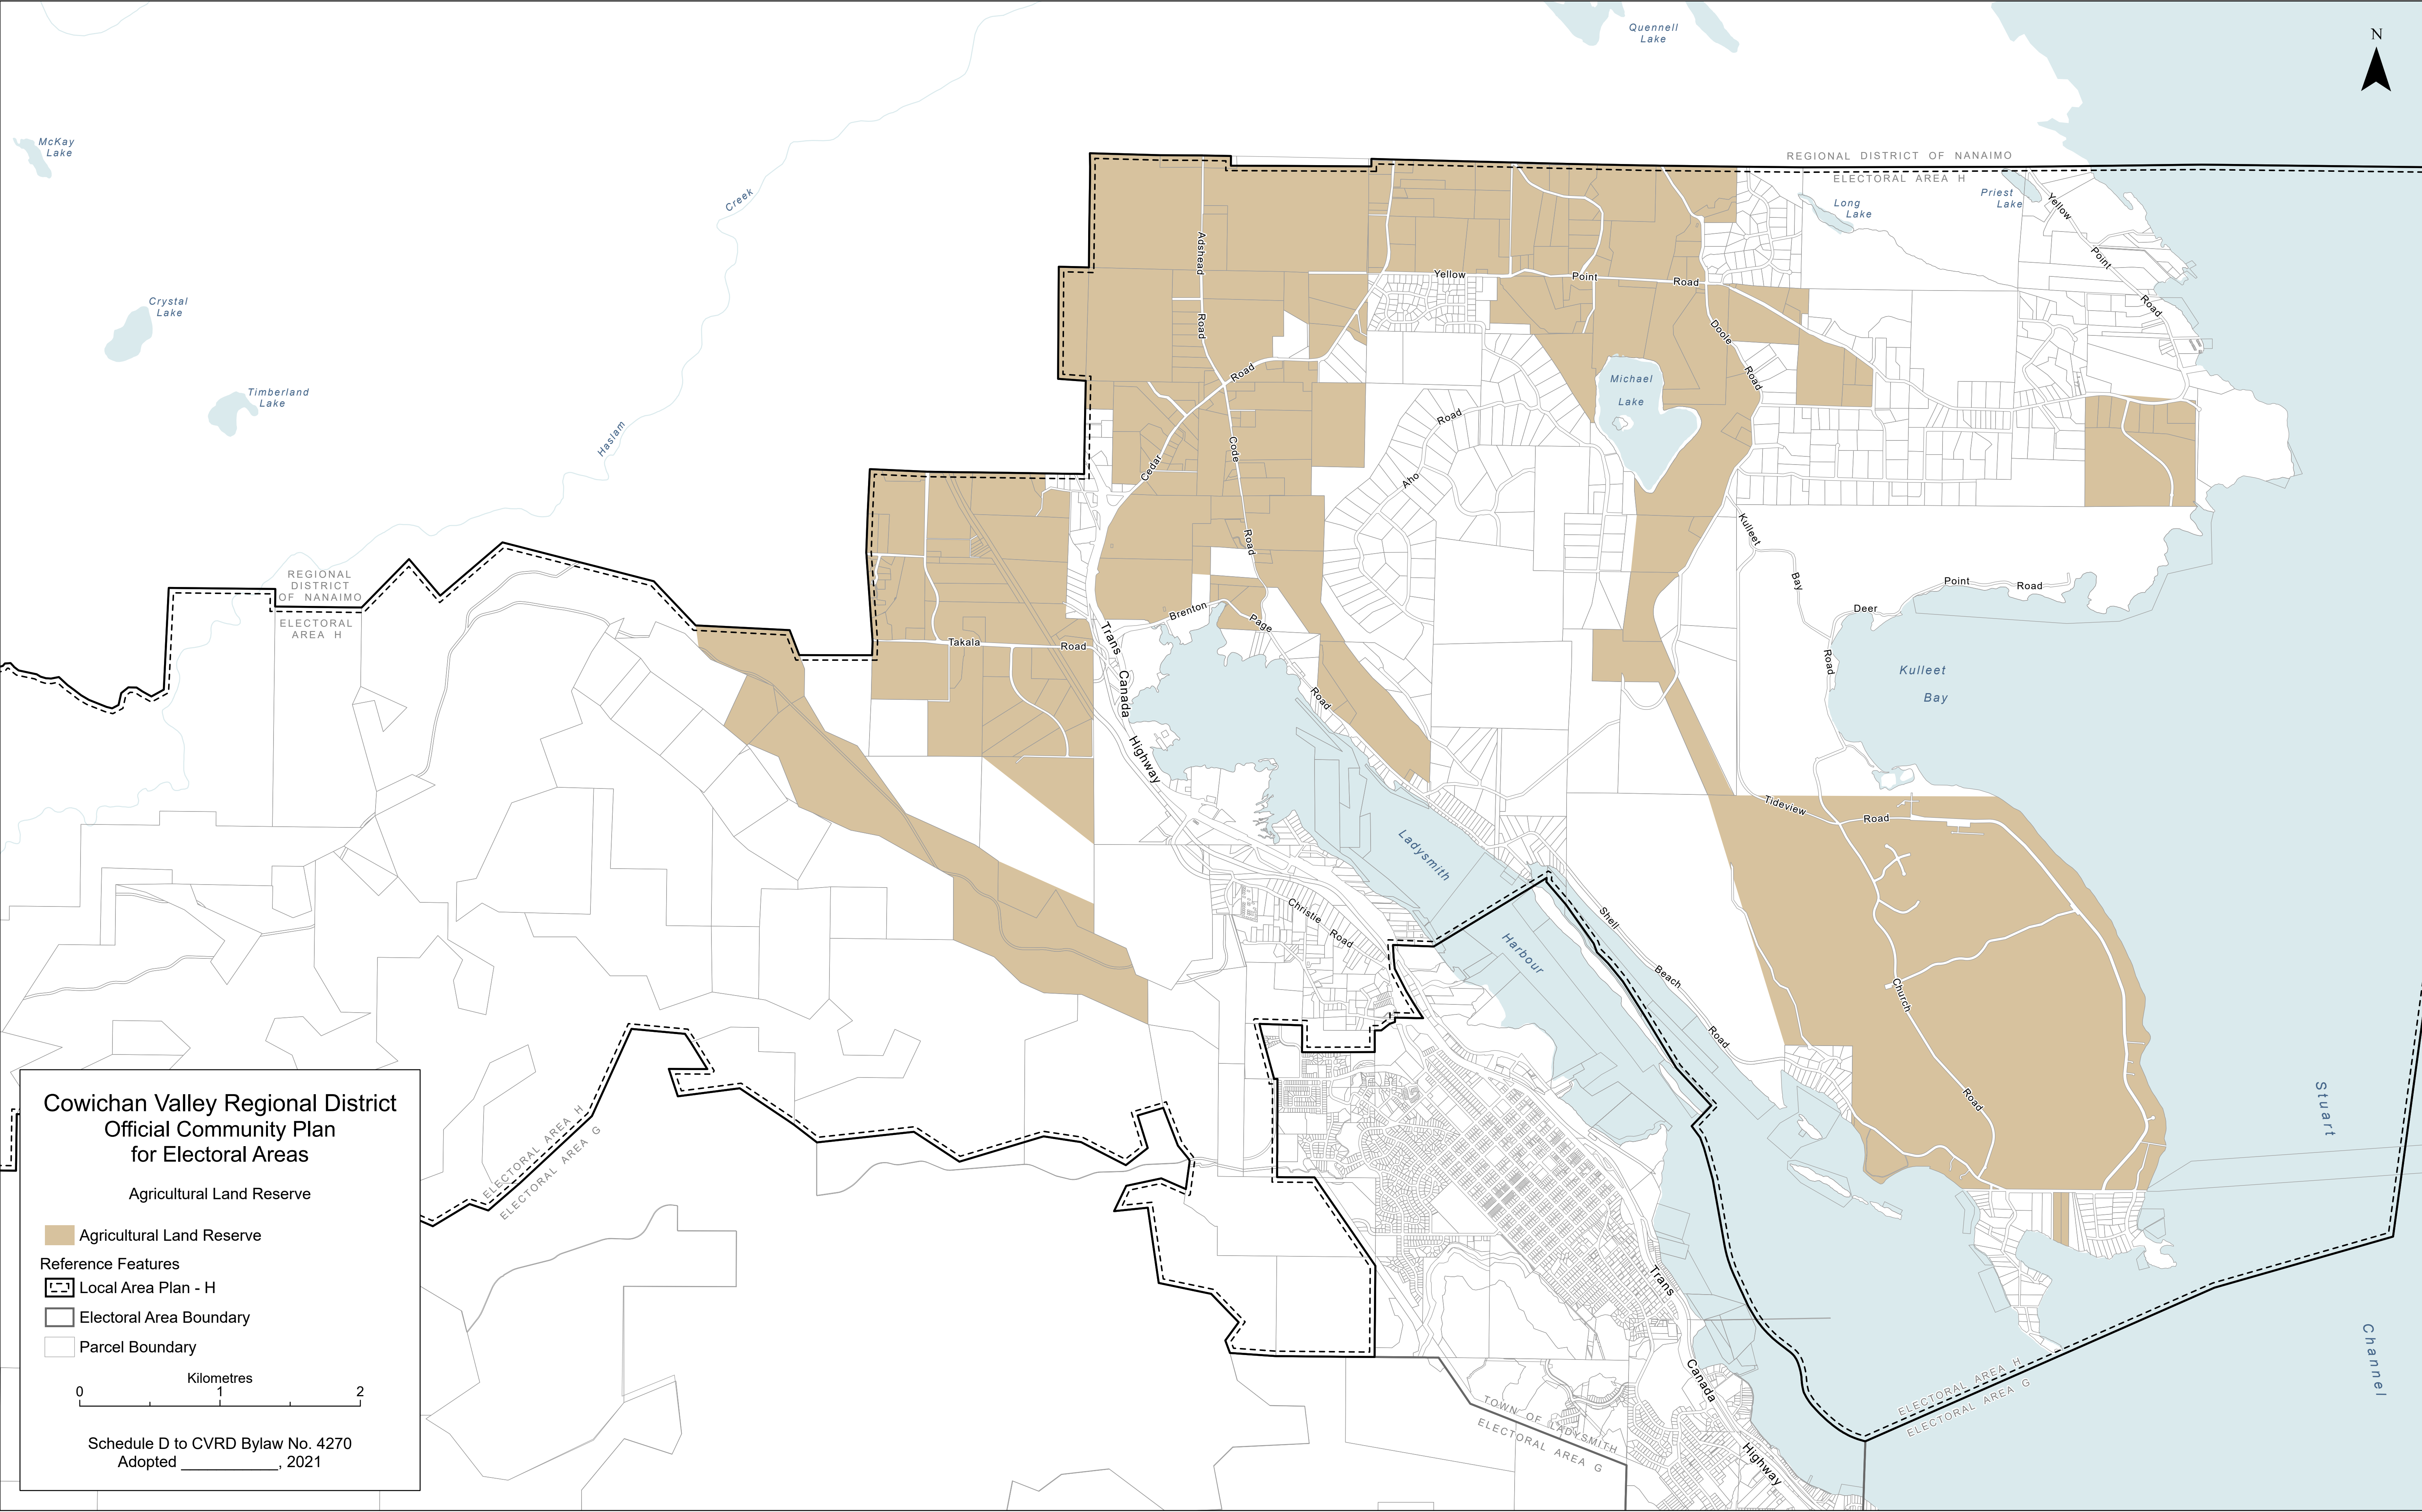 Quennell
Lake
N
McKay
Lake
REGIONAL DISTRICT OF NANAIMO
ELECTORAL AREA H
Creek
Haslam
Long
Lake
Priest
Lake
Yellow
Point
Road
Adshead
Road
Yellow
Point
Road
Crystal
Lake
Timberland
Lake
Doole
Road
Michael
Lake
Cedar
Road
Code
Road
Aho
Road
Kulleet
Bay
Road
Deer
Point
Road
REGIONAL
DISTRICT
OF NANAIMO
ELECTORAL
AREA H
Brenton
Page
Road
Takala
Road
Trans
Canada
Highway
Kulleet
Bay
Tideview
Road
Ladysmith
Harbour
Christie
Road
Shell
Beach
Road
Church
Road
Stuart
Channel
ELECTORAL AREA H
ELECTORAL AREA G
Trans
Canada
Highway
TOWN OF LADYSMITH
ELECTORAL AREA G
ELECTORAL AREA H
ELECTORAL AREA G
Cowichan Valley Regional District
Official Community Plan
for Electoral Areas
Agricultural Land Reserve
Agricultural Land Reserve
Reference Features
Local Area Plan - H
Electoral Area Boundary
Parcel Boundary
Kilometres
0 1 2
Schedule D to CVRD Bylaw No. 4270
Adopted ___________, 2021